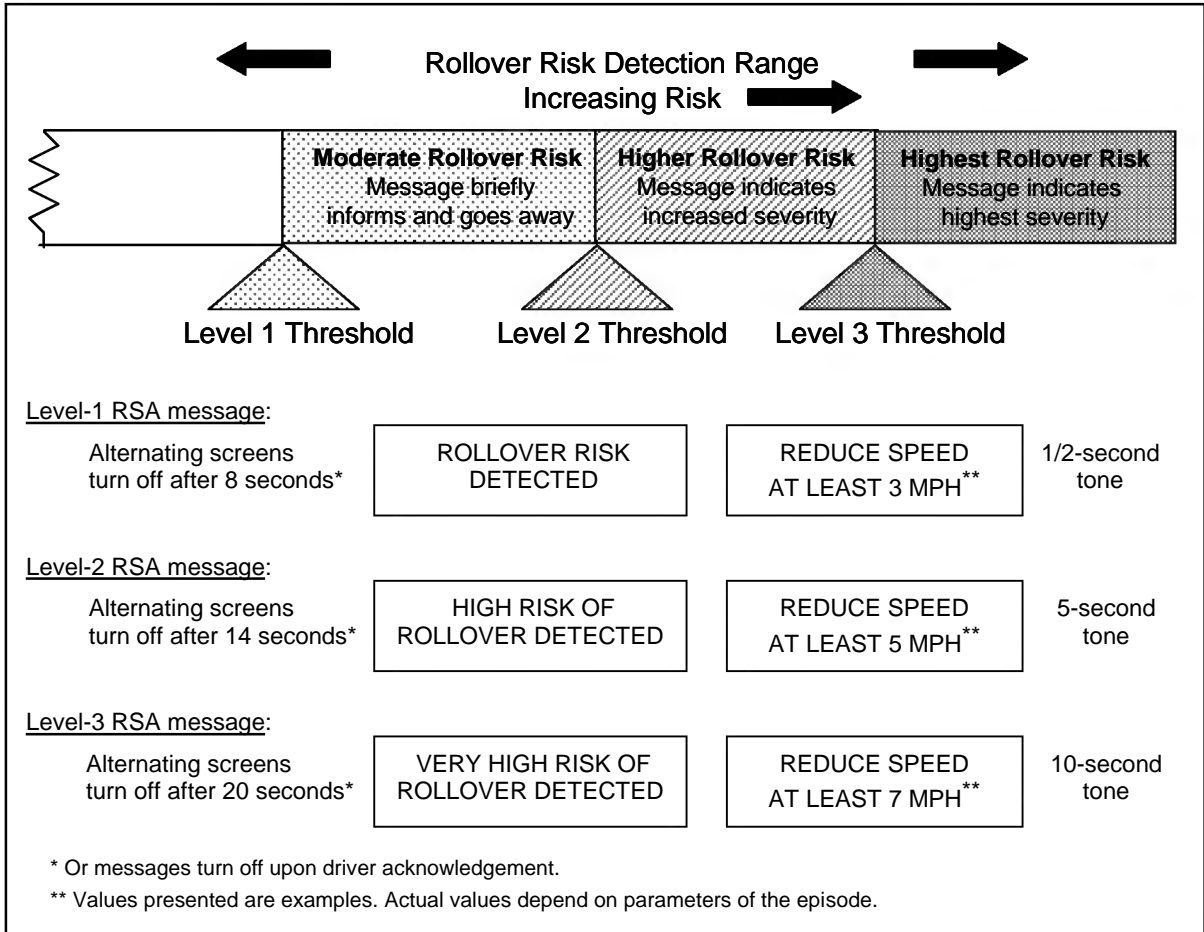 Rollover Risk Detection Range
Increasing Risk
Moderate Rollover Risk
Message briefly
informs and goes away
Higher Rollover Risk
Message indicates
increased severity
Highest Rollover Risk
Message indicates
highest severity
Level 1 Threshold
Level 2 Threshold
Level 3 Threshold
Level-1 RSA message:
Alternating screens
turn off after 8 seconds*
ROLLOVER RISK
DETECTED
REDUCE SPEED
AT LEAST 3 MPH**
1/2-second
tone
Level-2 RSA message:
Alternating screens
turn off after 14 seconds*
HIGH RISK OF
ROLLOVER DETECTED
REDUCE SPEED
AT LEAST 5 MPH**
5-second
tone
Level-3 RSA message:
Alternating screens
turn off after 20 seconds*
VERY HIGH RISK OF
ROLLOVER DETECTED
REDUCE SPEED
AT LEAST 7 MPH**
10-second
tone
* Or messages turn off upon driver acknowledgement.
** Values presented are examples. Actual values depend on parameters of the episode.